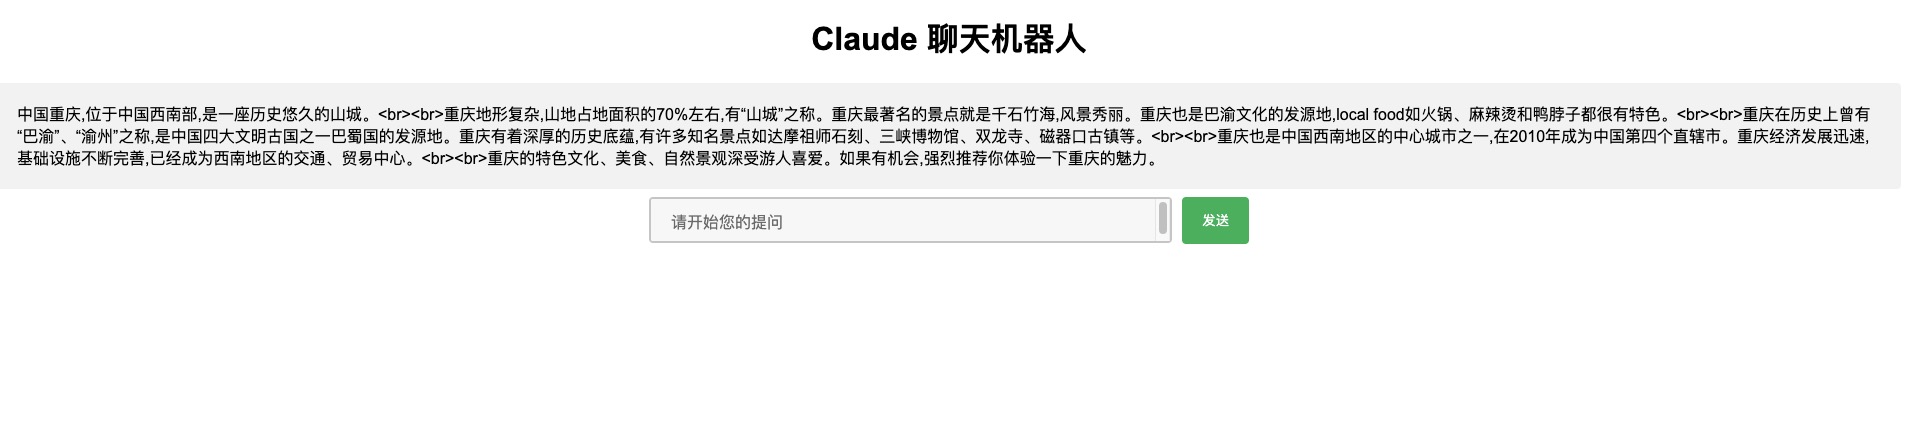 Claude 聊天机器人
中国重庆,位于中国西南部,是一座历史悠久的山城。<br><br>重庆地形复杂,山地占地面积的70%左右,有“山城”之称。重庆最著名的景点就是千石竹海,风景秀丽。重庆也是巴渝文化的发源地,local food如火锅、麻辣烫和鸭脖子都很有特色。<br><br>重庆在历史上曾有
“巴渝”、“渝州”之称,是中国四大文明古国之一巴蜀国的发源地。重庆有着深厚的历史底蕴,有许多知名景点如达摩祖师石刻、三峡博物馆、双龙寺、磁器口古镇等。<br><br>重庆也是中国西南地区的中心城市之一,在2010年成为中国第四个直辖市。重庆经济发展迅速,
基础设施不断完善,已经成为西南地区的交通、贸易中心。<br><br>重庆的特色文化、美食、自然景观深受游人喜爱。如果有机会,强烈推荐你体验一下重庆的魅力。
请开始您的提问
发送